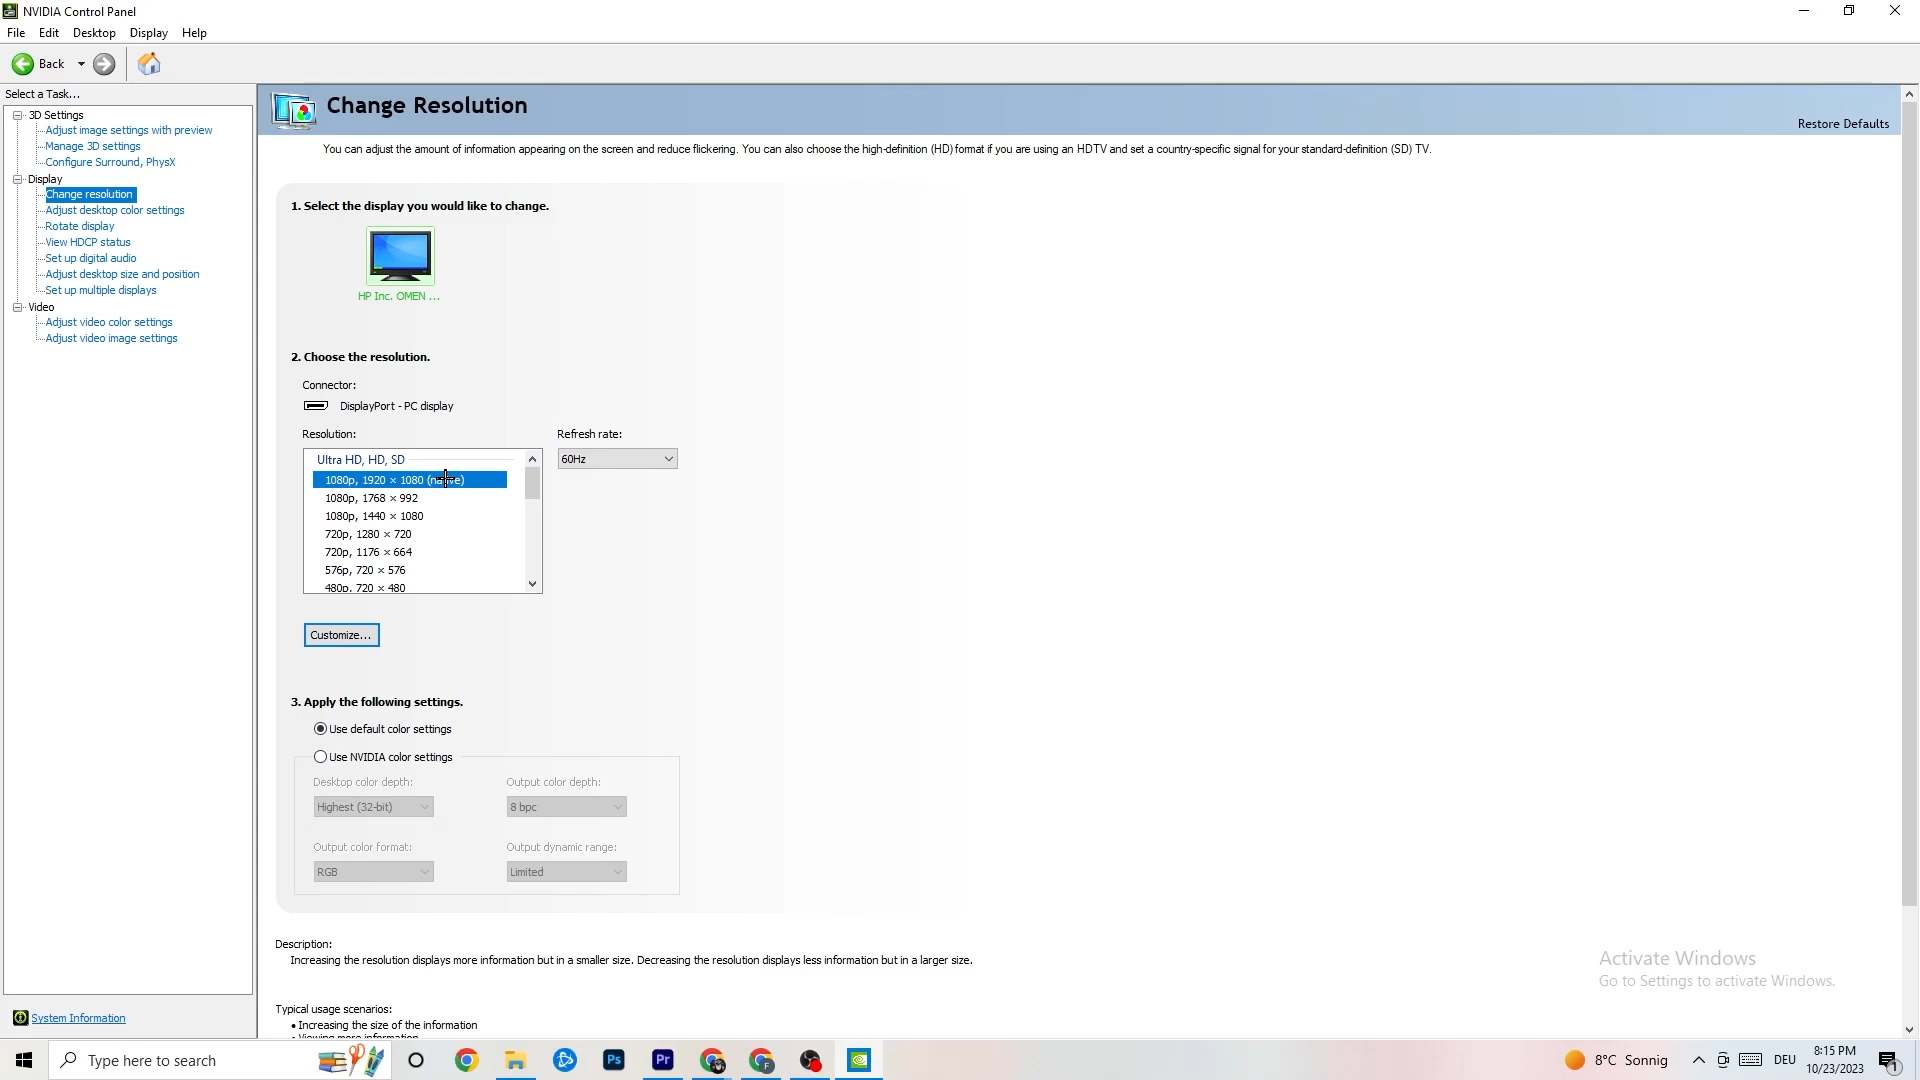 NVIDIA Control Panel
File Edit Desktop Display Help
Back
Select a Task...
3D Settings
Adjust image settings with preview
Manage 3D settings
Configure Surround, PhysX
Display
Change resolution
Adjust desktop color settings
Rotate display
View HDCP status
Set up digital audio
Adjust desktop size and position
Set up multiple displays
Video
Adjust video color settings
Adjust video image settings
System Information
Change Resolution
Restore Defaults
You can adjust the amount of information appearing on the screen and reduce flickering. You can also choose the high-definition (HD) format if you are using an HDTV and set a country-specific signal for your standard-definition (SD) TV.
1. Select the display you would like to change.
HP Inc. OMEN ...
2. Choose the resolution.
Connector:
DisplayPort - PC display
Resolution:
Refresh rate:
Ultra HD, HD, SD
60Hz
1080p, 1920 × 1080 (native)
1080p, 1768 × 992
1080p, 1440 × 1080
720p, 1280 × 720
720p, 1176 × 664
576p, 720 × 576
480p, 720 × 480
Customize...
3. Apply the following settings.
Use default color settings
Use NVIDIA color settings
Desktop color depth:
Output color depth:
Highest (32-bit)
8 bpc
Output color format:
Output dynamic range:
RGB
Limited
Description:
Increasing the resolution displays more information but in a smaller size. Decreasing the resolution displays less information but in a larger size.
Typical usage scenarios:
• Increasing the size of the information
• Viewing more information
Activate Windows
Go to Settings to activate Windows.
Type here to search
Ps
Pr
F
8°C Sonnig
DEU
8:15 PM
10/23/2023
1